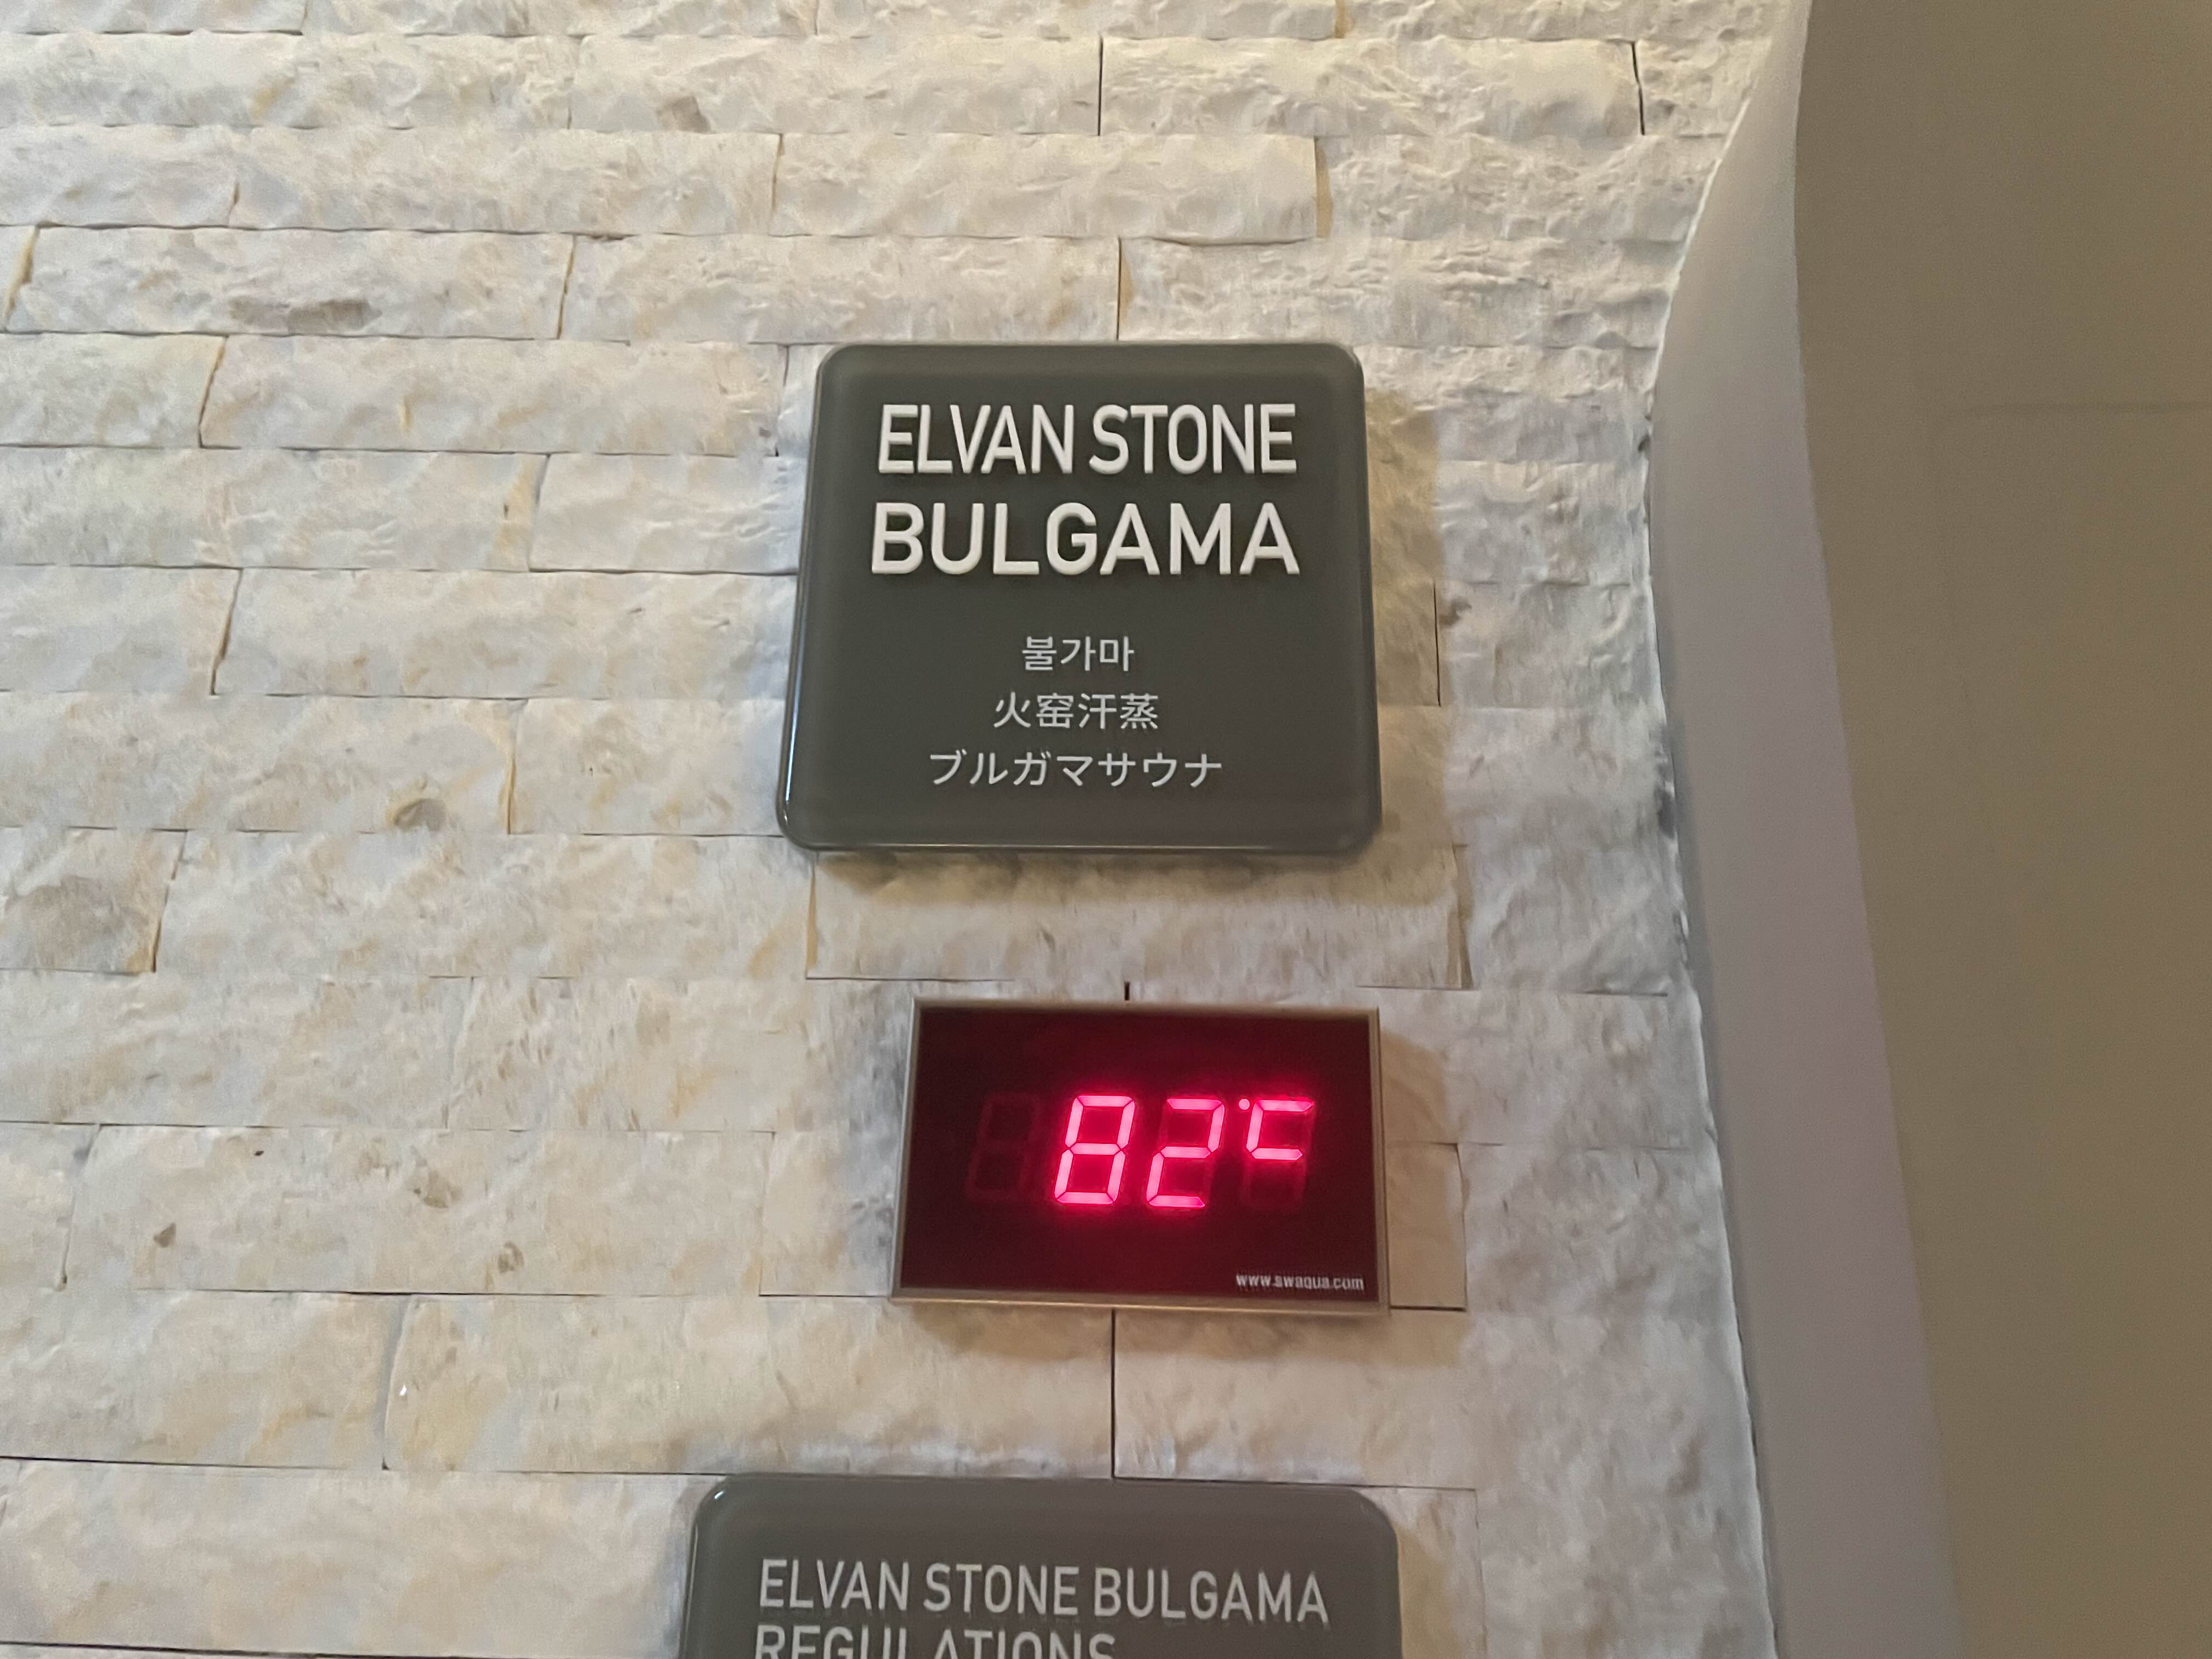 ELVAN STONE
BULGAMA
불가마
火窑汗蒸
ブルガマサウナ
82°C
www.swaqua.com
ELVAN STONE BULGAMA
REGULATIONS